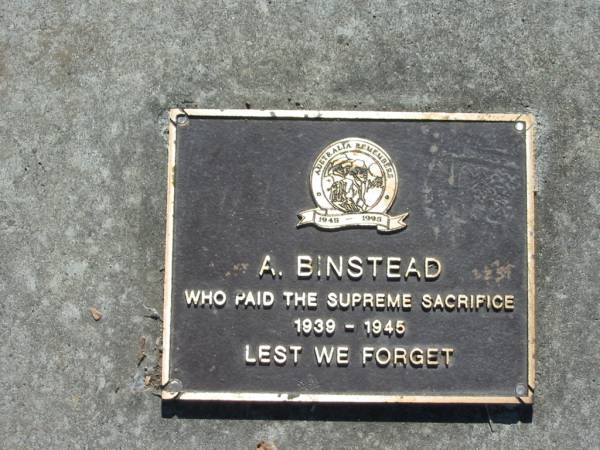 AUSTRALIA REMEMBERS
1945 - 1995
A. BINSTEAD
WHO PAID THE SUPREME SACRIFICE
1939 - 1945
LEST WE FORGET